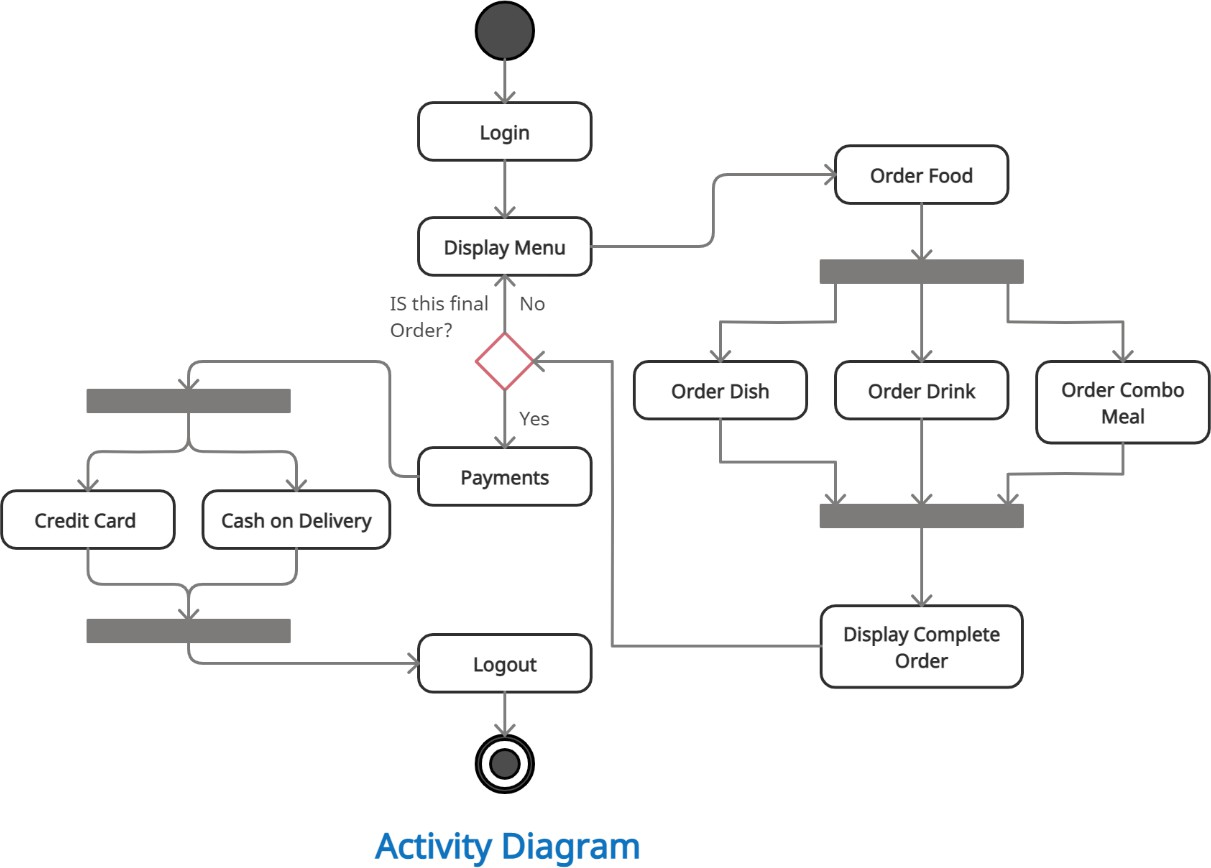 Login
Order Food
Display Menu
IS this final
Order?
No
Order Dish
Order Drink
Order Combo
Meal
Yes
Payments
Credit Card
Cash on Delivery
Display Complete
Order
Logout
Activity Diagram